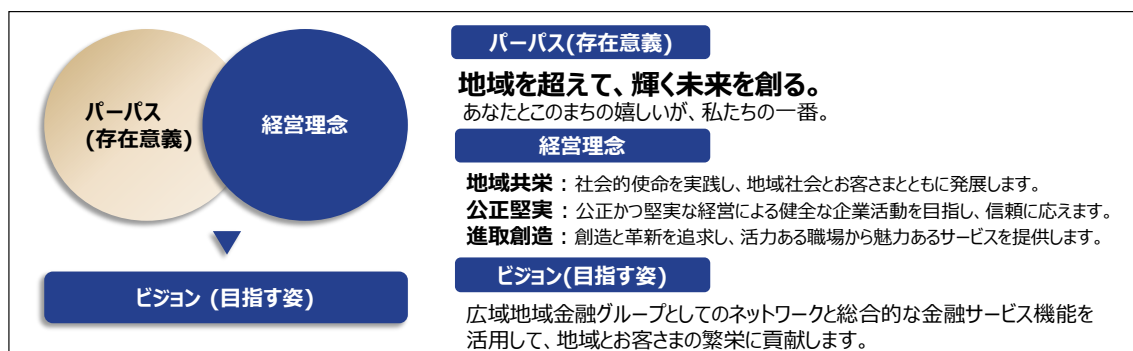 パーパス
(存在意義)
経営理念
ビジョン (目指す姿)
パーパス(存在意義)
地域を超えて、輝く未来を創る。
あなたとこのまちの嬉しいが、私たちの一番。
経営理念
地域共栄：社会的使命を実践し、地域社会とお客さまとともに発展します。
公正堅実：公正かつ堅実な経営による健全な企業活動を目指し、信頼に応えます。
進取創造：創造と革新を追求し、活力ある職場から魅力あるサービスを提供します。
ビジョン(目指す姿)
広域地域金融グループとしてのネットワークと総合的な金融サービス機能を
活用して、地域とお客さまの繁栄に貢献します。